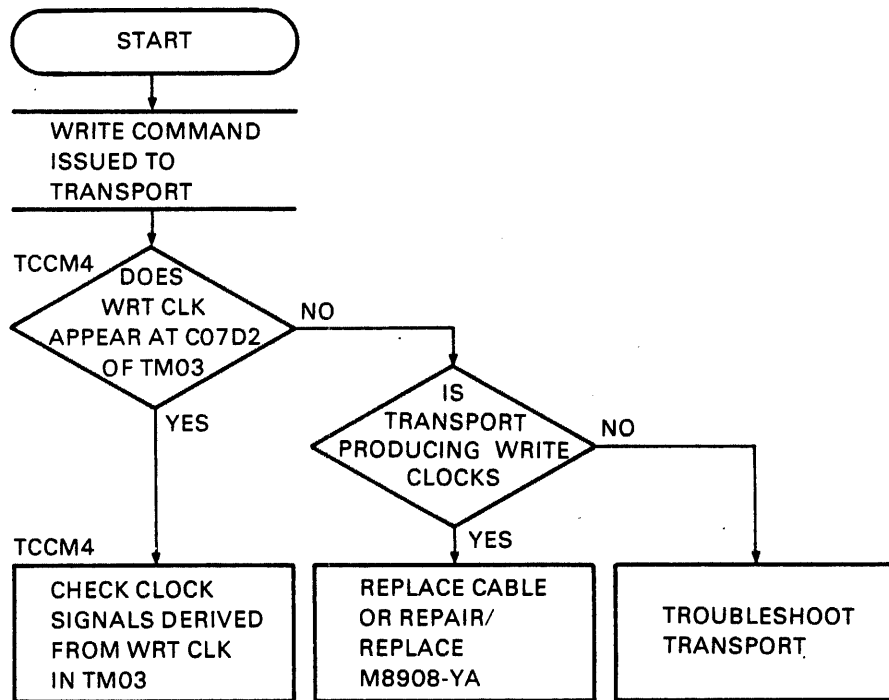 START
WRITE COMMAND
ISSUED TO
TRANSPORT
TCCM4
DOES
WRT CLK
APPEAR AT C07D2
OF TM03
NO
YES
IS
TRANSPORT
PRODUCING WRITE
CLOCKS
NO
YES
TCCM4
CHECK CLOCK
SIGNALS DERIVED
FROM WRT CLK
IN TM03
REPLACE CABLE
OR REPAIR/
REPLACE
M8908-YA
TROUBLESHOOT
TRANSPORT